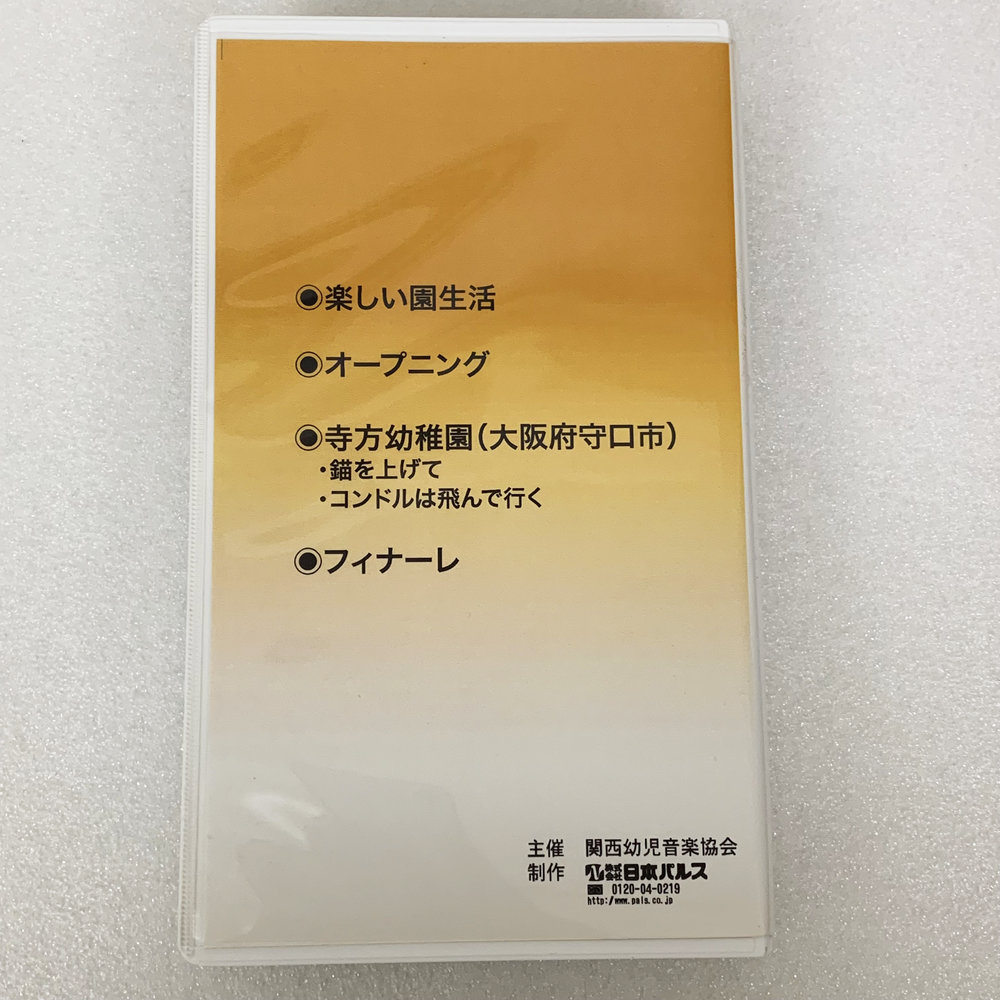 ◉楽しい園生活
◉オープニング
◉寺方幼稚園(大阪府守口市)
・錨を上げて
・コンドルは飛んで行く
◉フィナーレ
主催 関西幼児音楽協会
制作 株式会社日本パルス
0120-04-0219
http://www.pals.co.jp